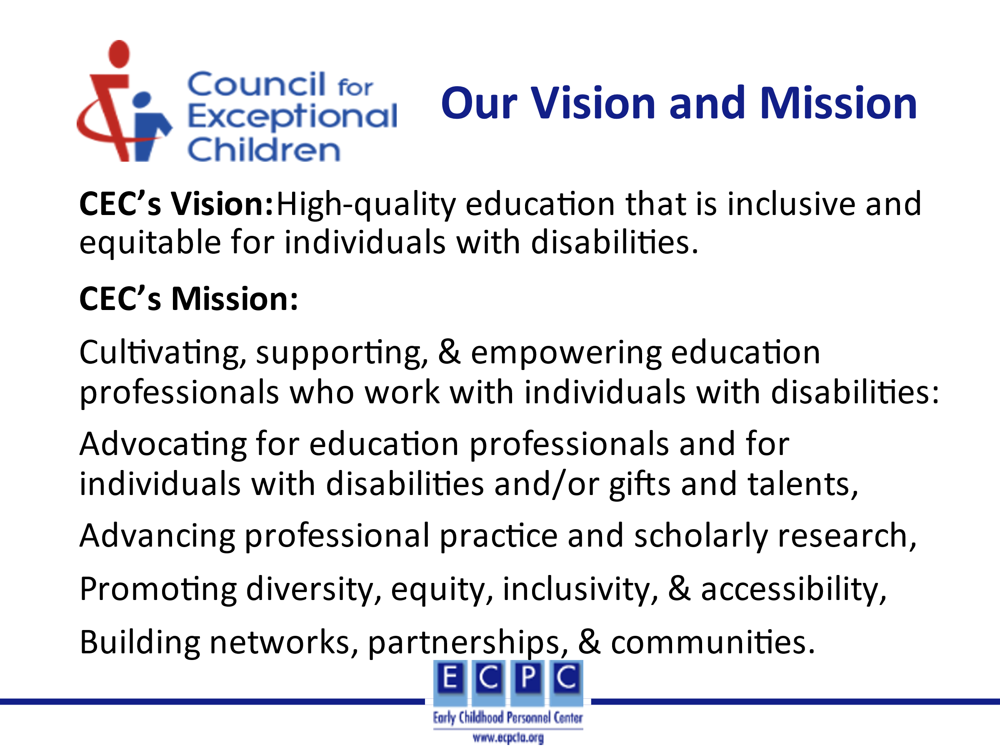 Council for
Exceptional
Children
Our Vision and Mission
CEC’s Vision: High-quality education that is inclusive and
equitable for individuals with disabilities.
CEC’s Mission:
Cultivating, supporting, & empowering education
professionals who work with individuals with disabilities:
Advocating for education professionals and for
individuals with disabilities and/or gifts and talents,
Advancing professional practice and scholarly research,
Promoting diversity, equity, inclusivity, & accessibility,
Building networks, partnerships, & communities.
E C P C
Early Childhood Personnel Center
www.ecpcta.org